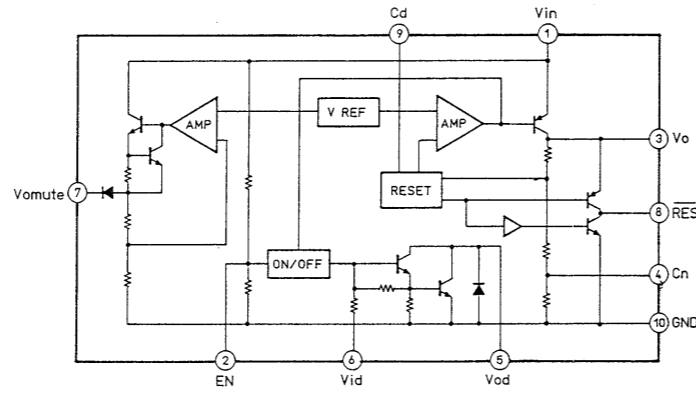 Cd
Vin
9
1
AMP
V REF
AMP
3
Vo
Vomute
7
RESET
8
RES
ON/OFF
4
Cn
10
GND
2
6
5
EN
Vid
Vod